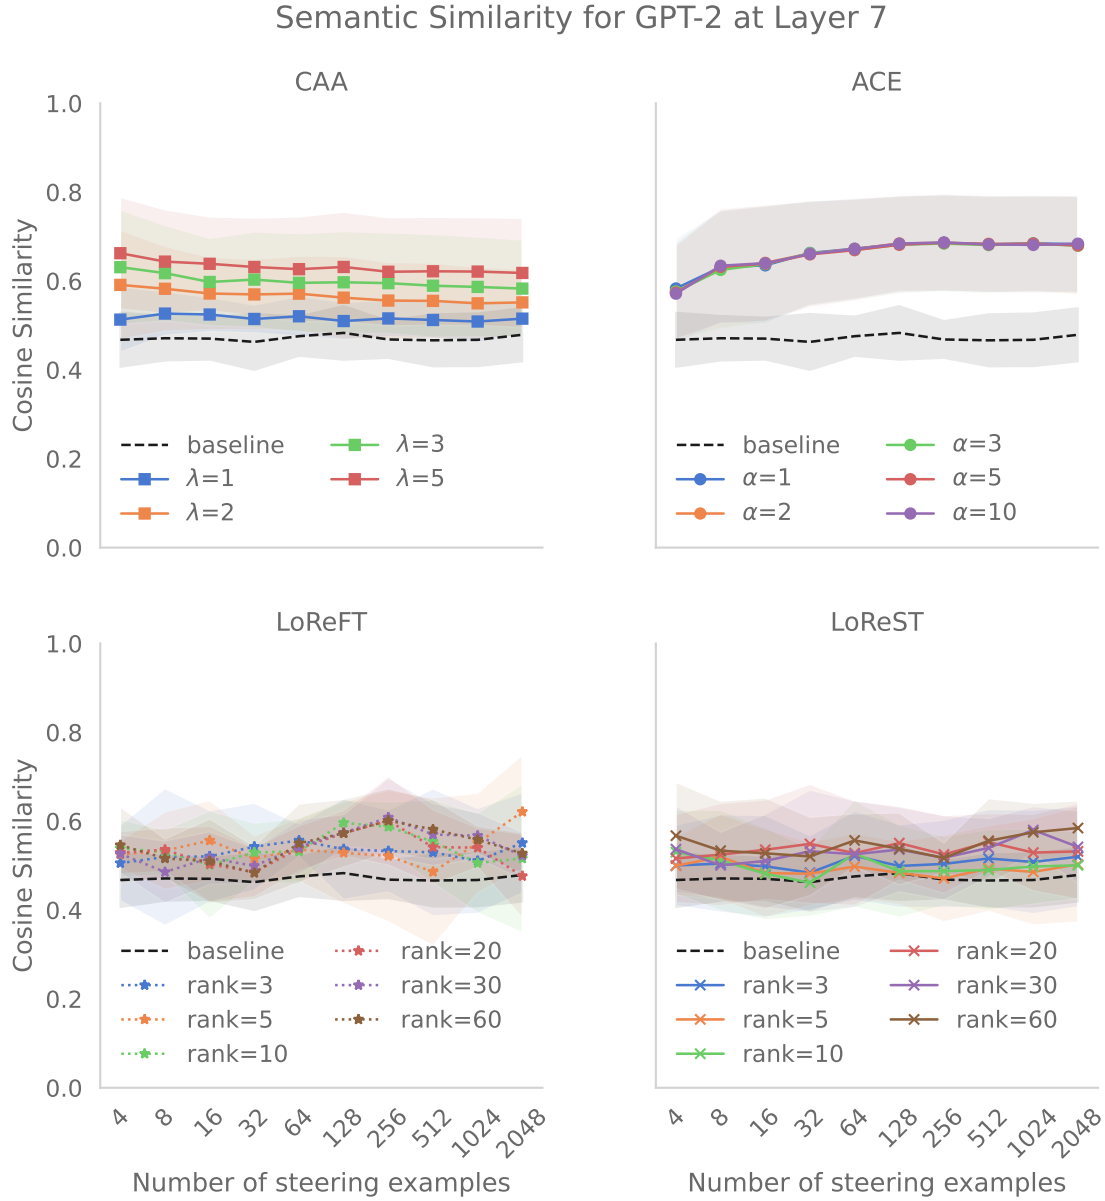 Semantic Similarity for GPT-2 at Layer 7
CAA
ACE
Cosine Similarity
1.0
0.8
0.6
0.4
0.2
0.0
baseline
λ=1
λ=2
λ=3
λ=5
baseline
α=1
α=2
α=3
α=5
α=10
LoReFT
LoReST
Cosine Similarity
1.0
0.8
0.6
0.4
0.2
0.0
baseline
rank=3
rank=5
rank=10
rank=20
rank=30
rank=60
baseline
rank=3
rank=5
rank=10
rank=20
rank=30
rank=60
4 8 16 32 64 128 256 512 1024 2048
4 8 16 32 64 128 256 512 1024 2048
Number of steering examples
Number of steering examples